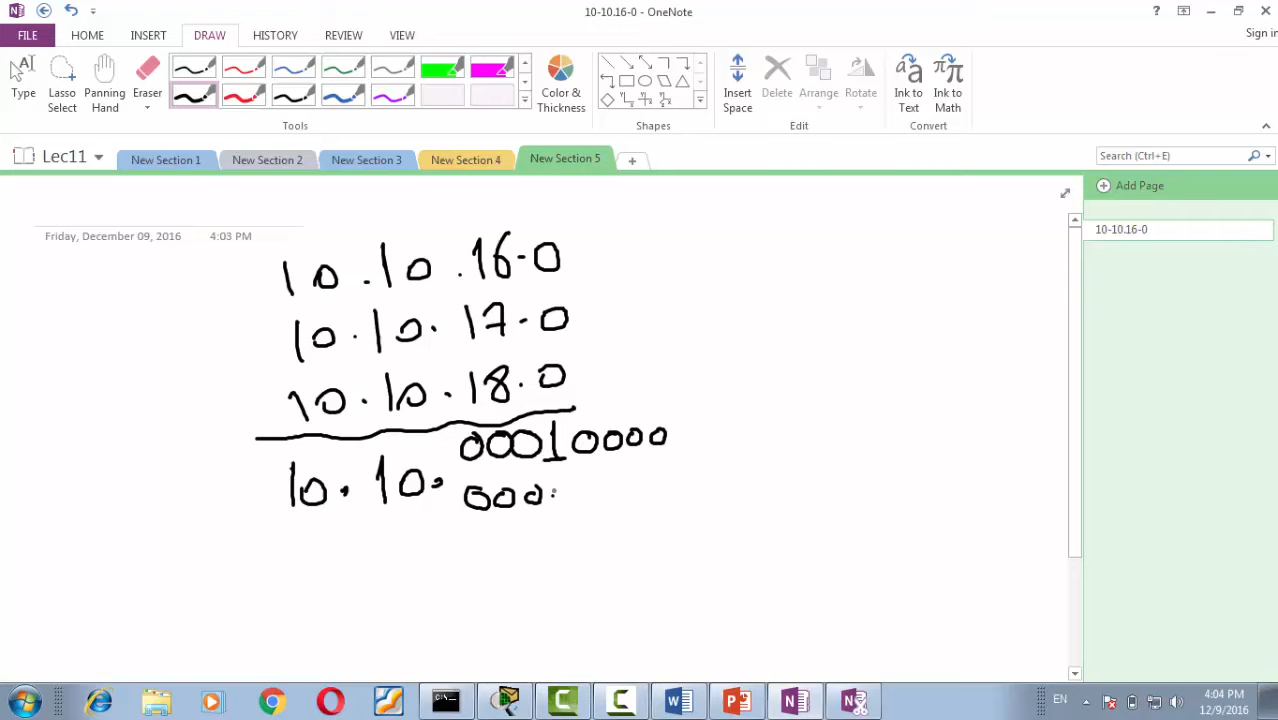 10-10.16-0 - OneNote
Sign in
FILE HOME INSERT DRAW HISTORY REVIEW VIEW
Type Lasso Select Panning Hand Eraser Color & Thickness Insert Space Delete Arrange Rotate Ink to Text Ink to Math
Tools Shapes Edit Convert
Lec11 New Section 1 New Section 2 New Section 3 New Section 4 New Section 5 Search (Ctrl+E)
Add Page
10-10.16-0
Friday, December 09, 2016 4:03 PM
10.10.16-0
10.10.17.0
10.10.18.0
00010000
10.10.
000
C:\.
EN 4:04 PM
12/9/2016